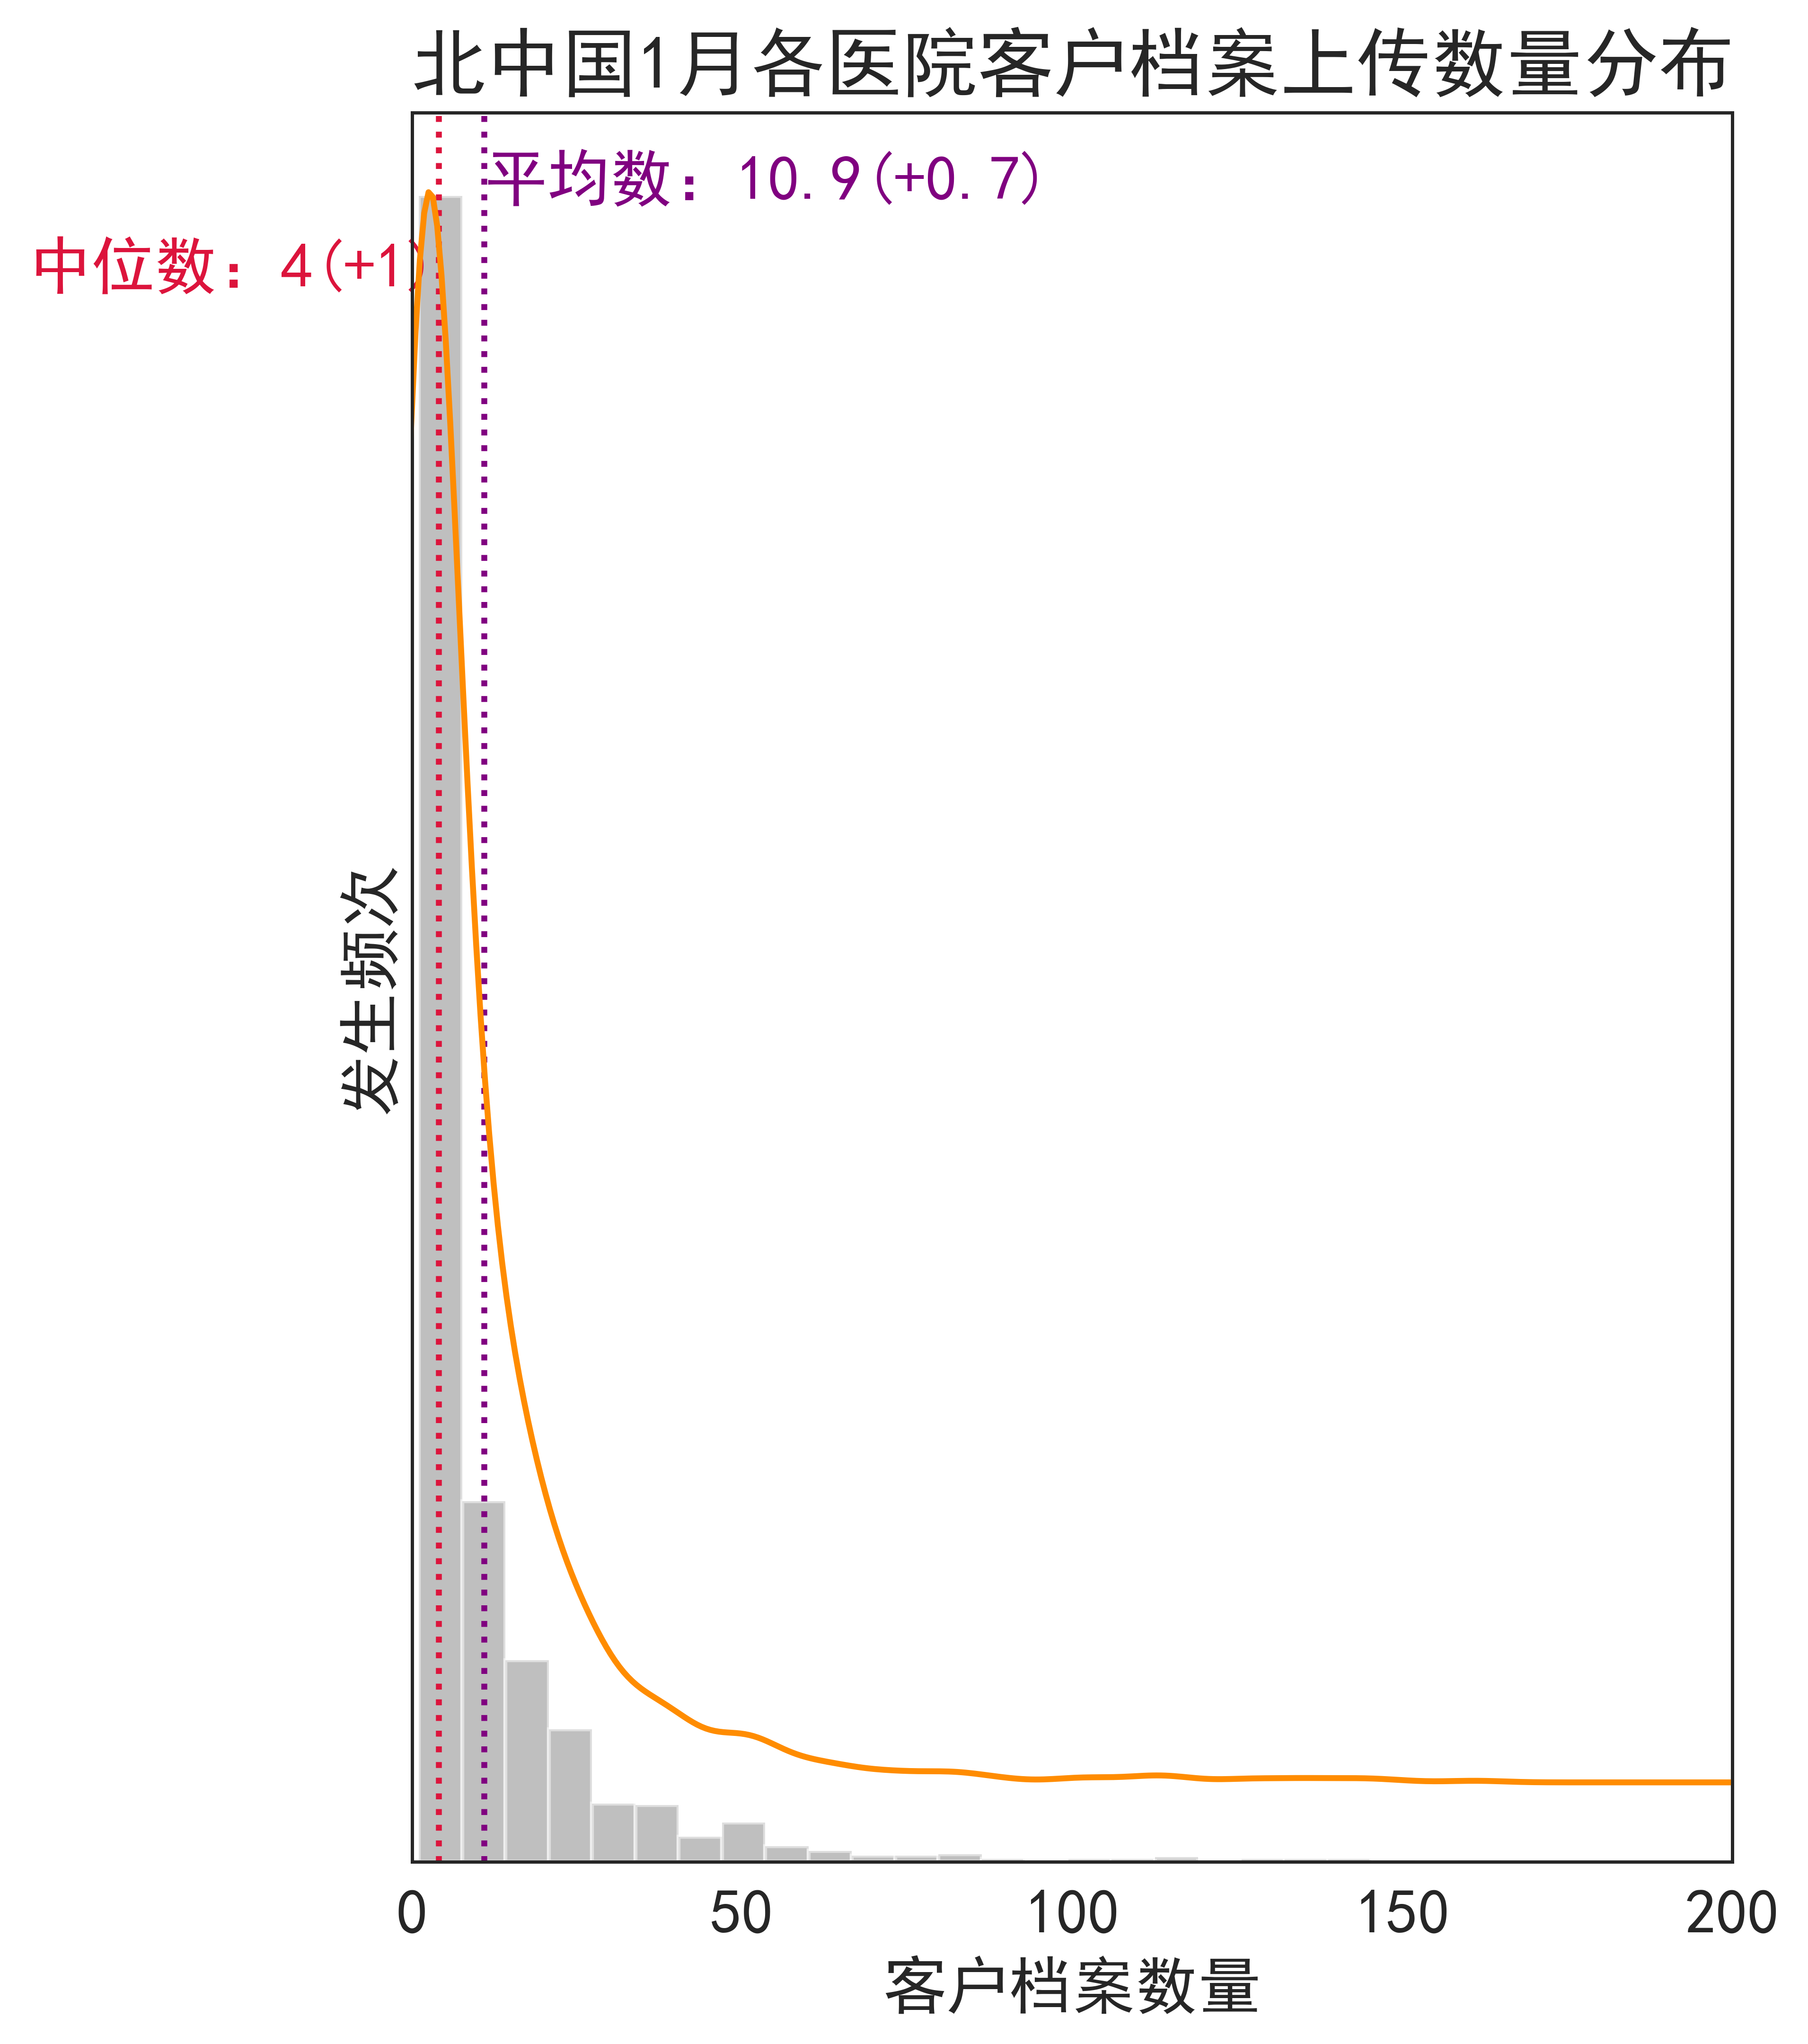 北中国1月各医院客户档案上传数量分布
平均数：10.9(+0.7)
中位数：4(+1)
发生频次
0 50 100 150 200
客户档案数量